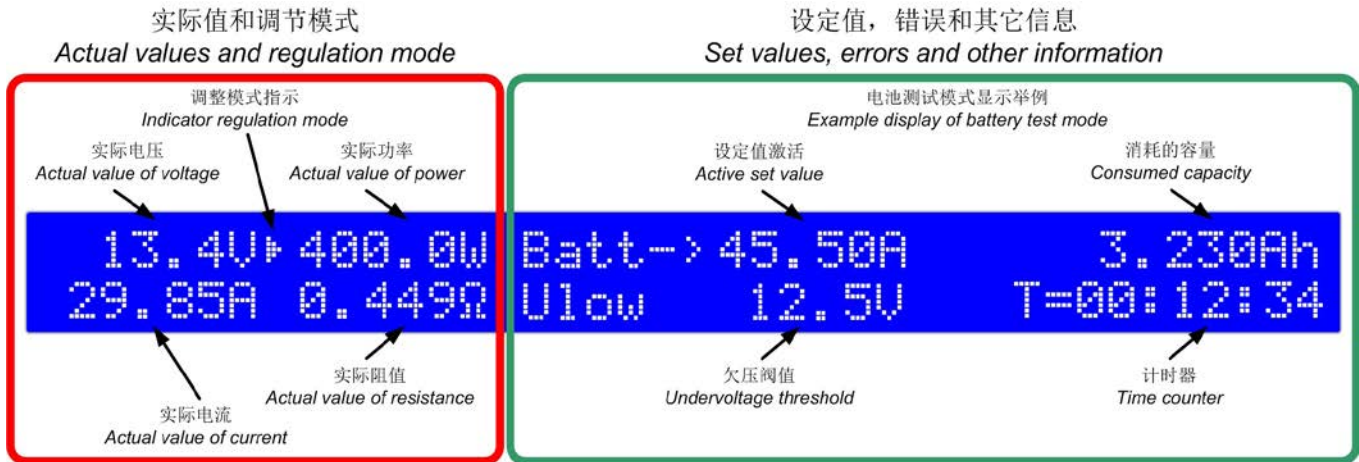 实际值和调节模式
Actual values and regulation mode
设定值，错误和其它信息
Set values, errors and other information
调整模式指示
Indicator regulation mode
实际电压
Actual value of voltage
实际功率
Actual value of power
电池测试模式显示举例
Example display of battery test mode
设定值激活
Active set value
消耗的容量
Consumed capacity
13.4V▶400.0W Batt->45.50A 3.230Ah
29.85A 0.449Ω Ulow 12.5V T=00:12:34
实际电流
Actual value of current
实际阻值
Actual value of resistance
欠压阀值
Undervoltage threshold
计时器
Time counter